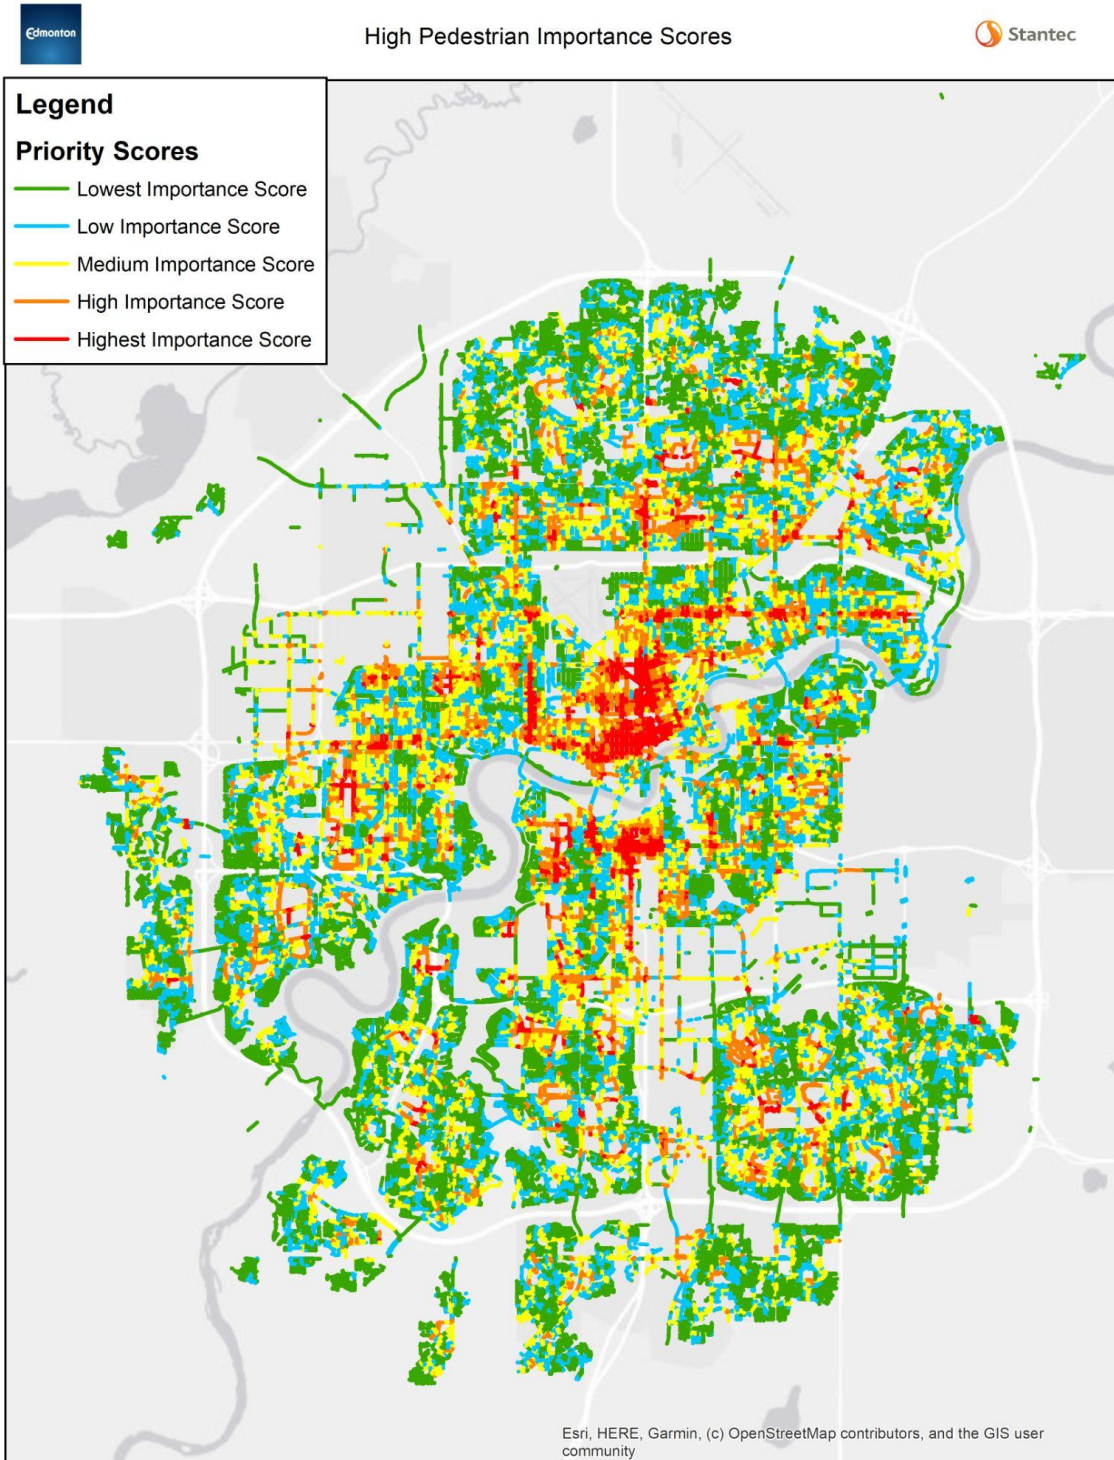 Edmonton
High Pedestrian Importance Scores
Stantec
Legend
Priority Scores
Lowest Importance Score
Low Importance Score
Medium Importance Score
High Importance Score
Highest Importance Score
Esri, HERE, Garmin, (c) OpenStreetMap contributors, and the GIS user
community